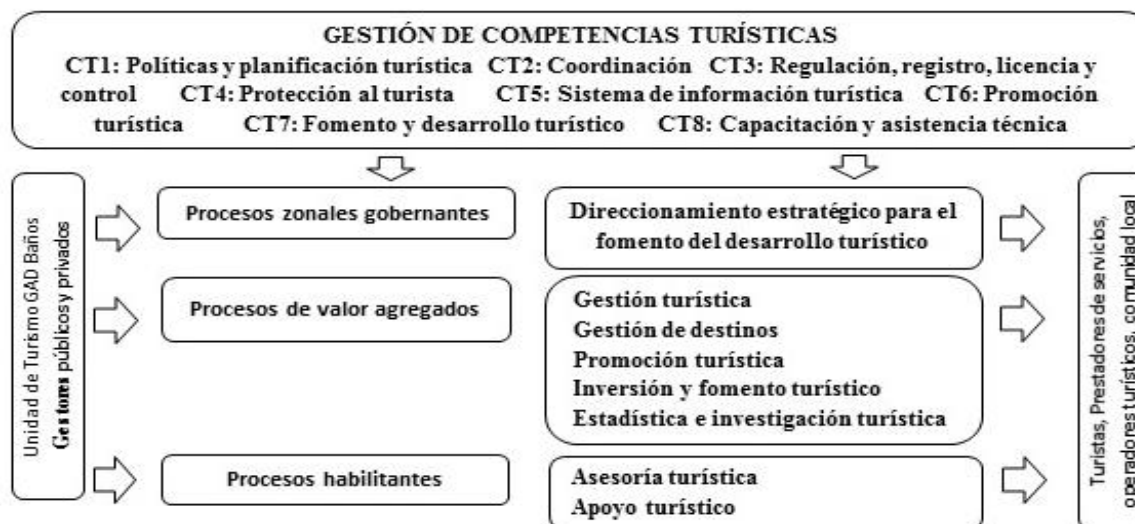 GESTIÓN DE COMPETENCIAS TURÍSTICAS
CT1: Políticas y planificación turística CT2: Coordinación CT3: Regulación, registro, licencia y
control CT4: Protección al turista CT5: Sistema de información turística CT6: Promoción
turística CT7: Fomento y desarrollo turístico CT8: Capacitación y asistencia técnica
Unidad de Turismo GAD Baños
Gestores públicos y privados
Procesos zonales gobernantes
Direccionamiento estratégico para el
fomento del desarrollo turístico
Procesos de valor agregados
Gestión turística
Gestión de destinos
Promoción turística
Inversión y fomento turístico
Estadística e investigación turística
Procesos habilitantes
Asesoría turística
Apoyo turístico
Turistas, Prestadores de servicios,
operadores turísticos, comunidad local